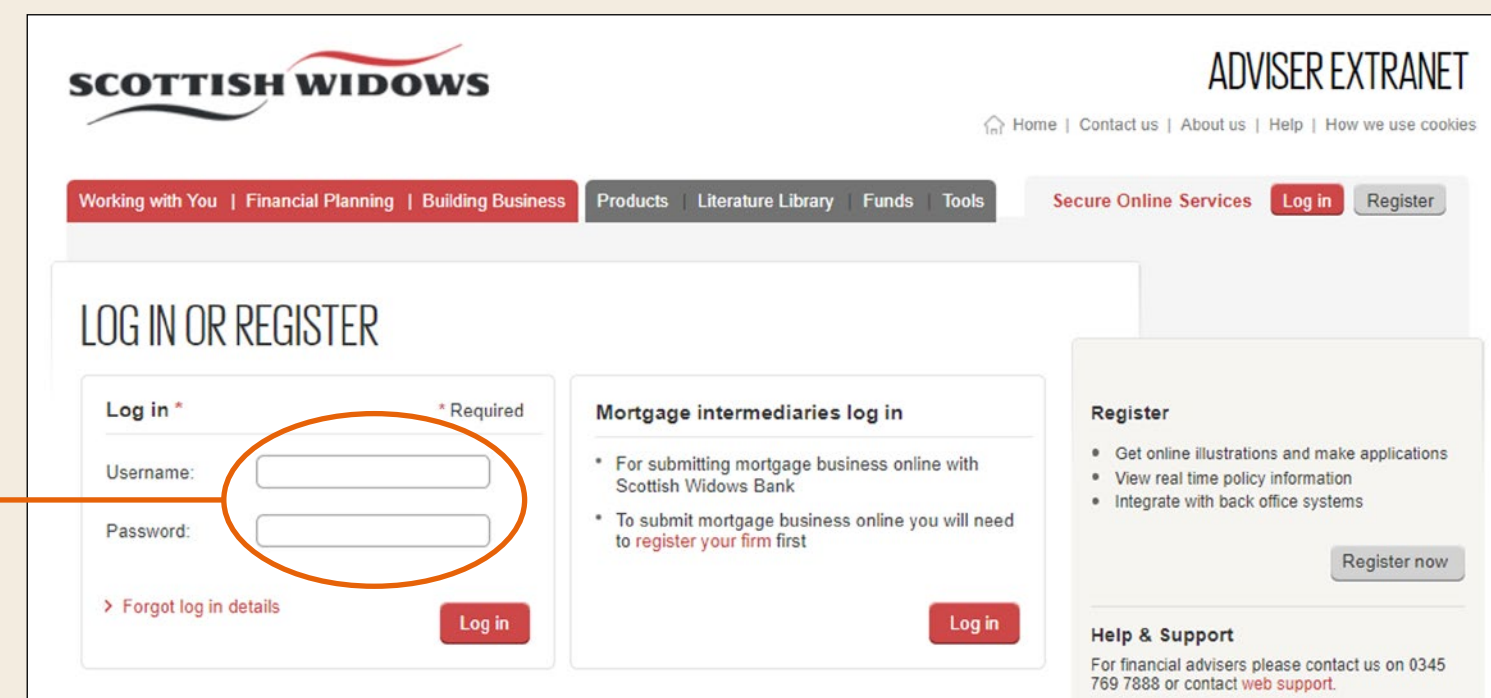 SCOTTISH WIDOWS
ADVISER EXTRANET
Home | Contact us | About us | Help | How we use cookies
Working with You | Financial Planning | Building Business
Products | Literature Library | Funds | Tools
Secure Online Services
Log in
Register
LOG IN OR REGISTER
Log in *
* Required
Username:
Password:
> Forgot log in details
Log in
Mortgage intermediaries log in
• For submitting mortgage business online with
Scottish Widows Bank
• To submit mortgage business online you will need
to register your firm first
Log in
Register
• Get online illustrations and make applications
• View real time policy information
• Integrate with back office systems
Register now
Help & Support
For financial advisers please contact us on 0345
769 7888 or contact web support.